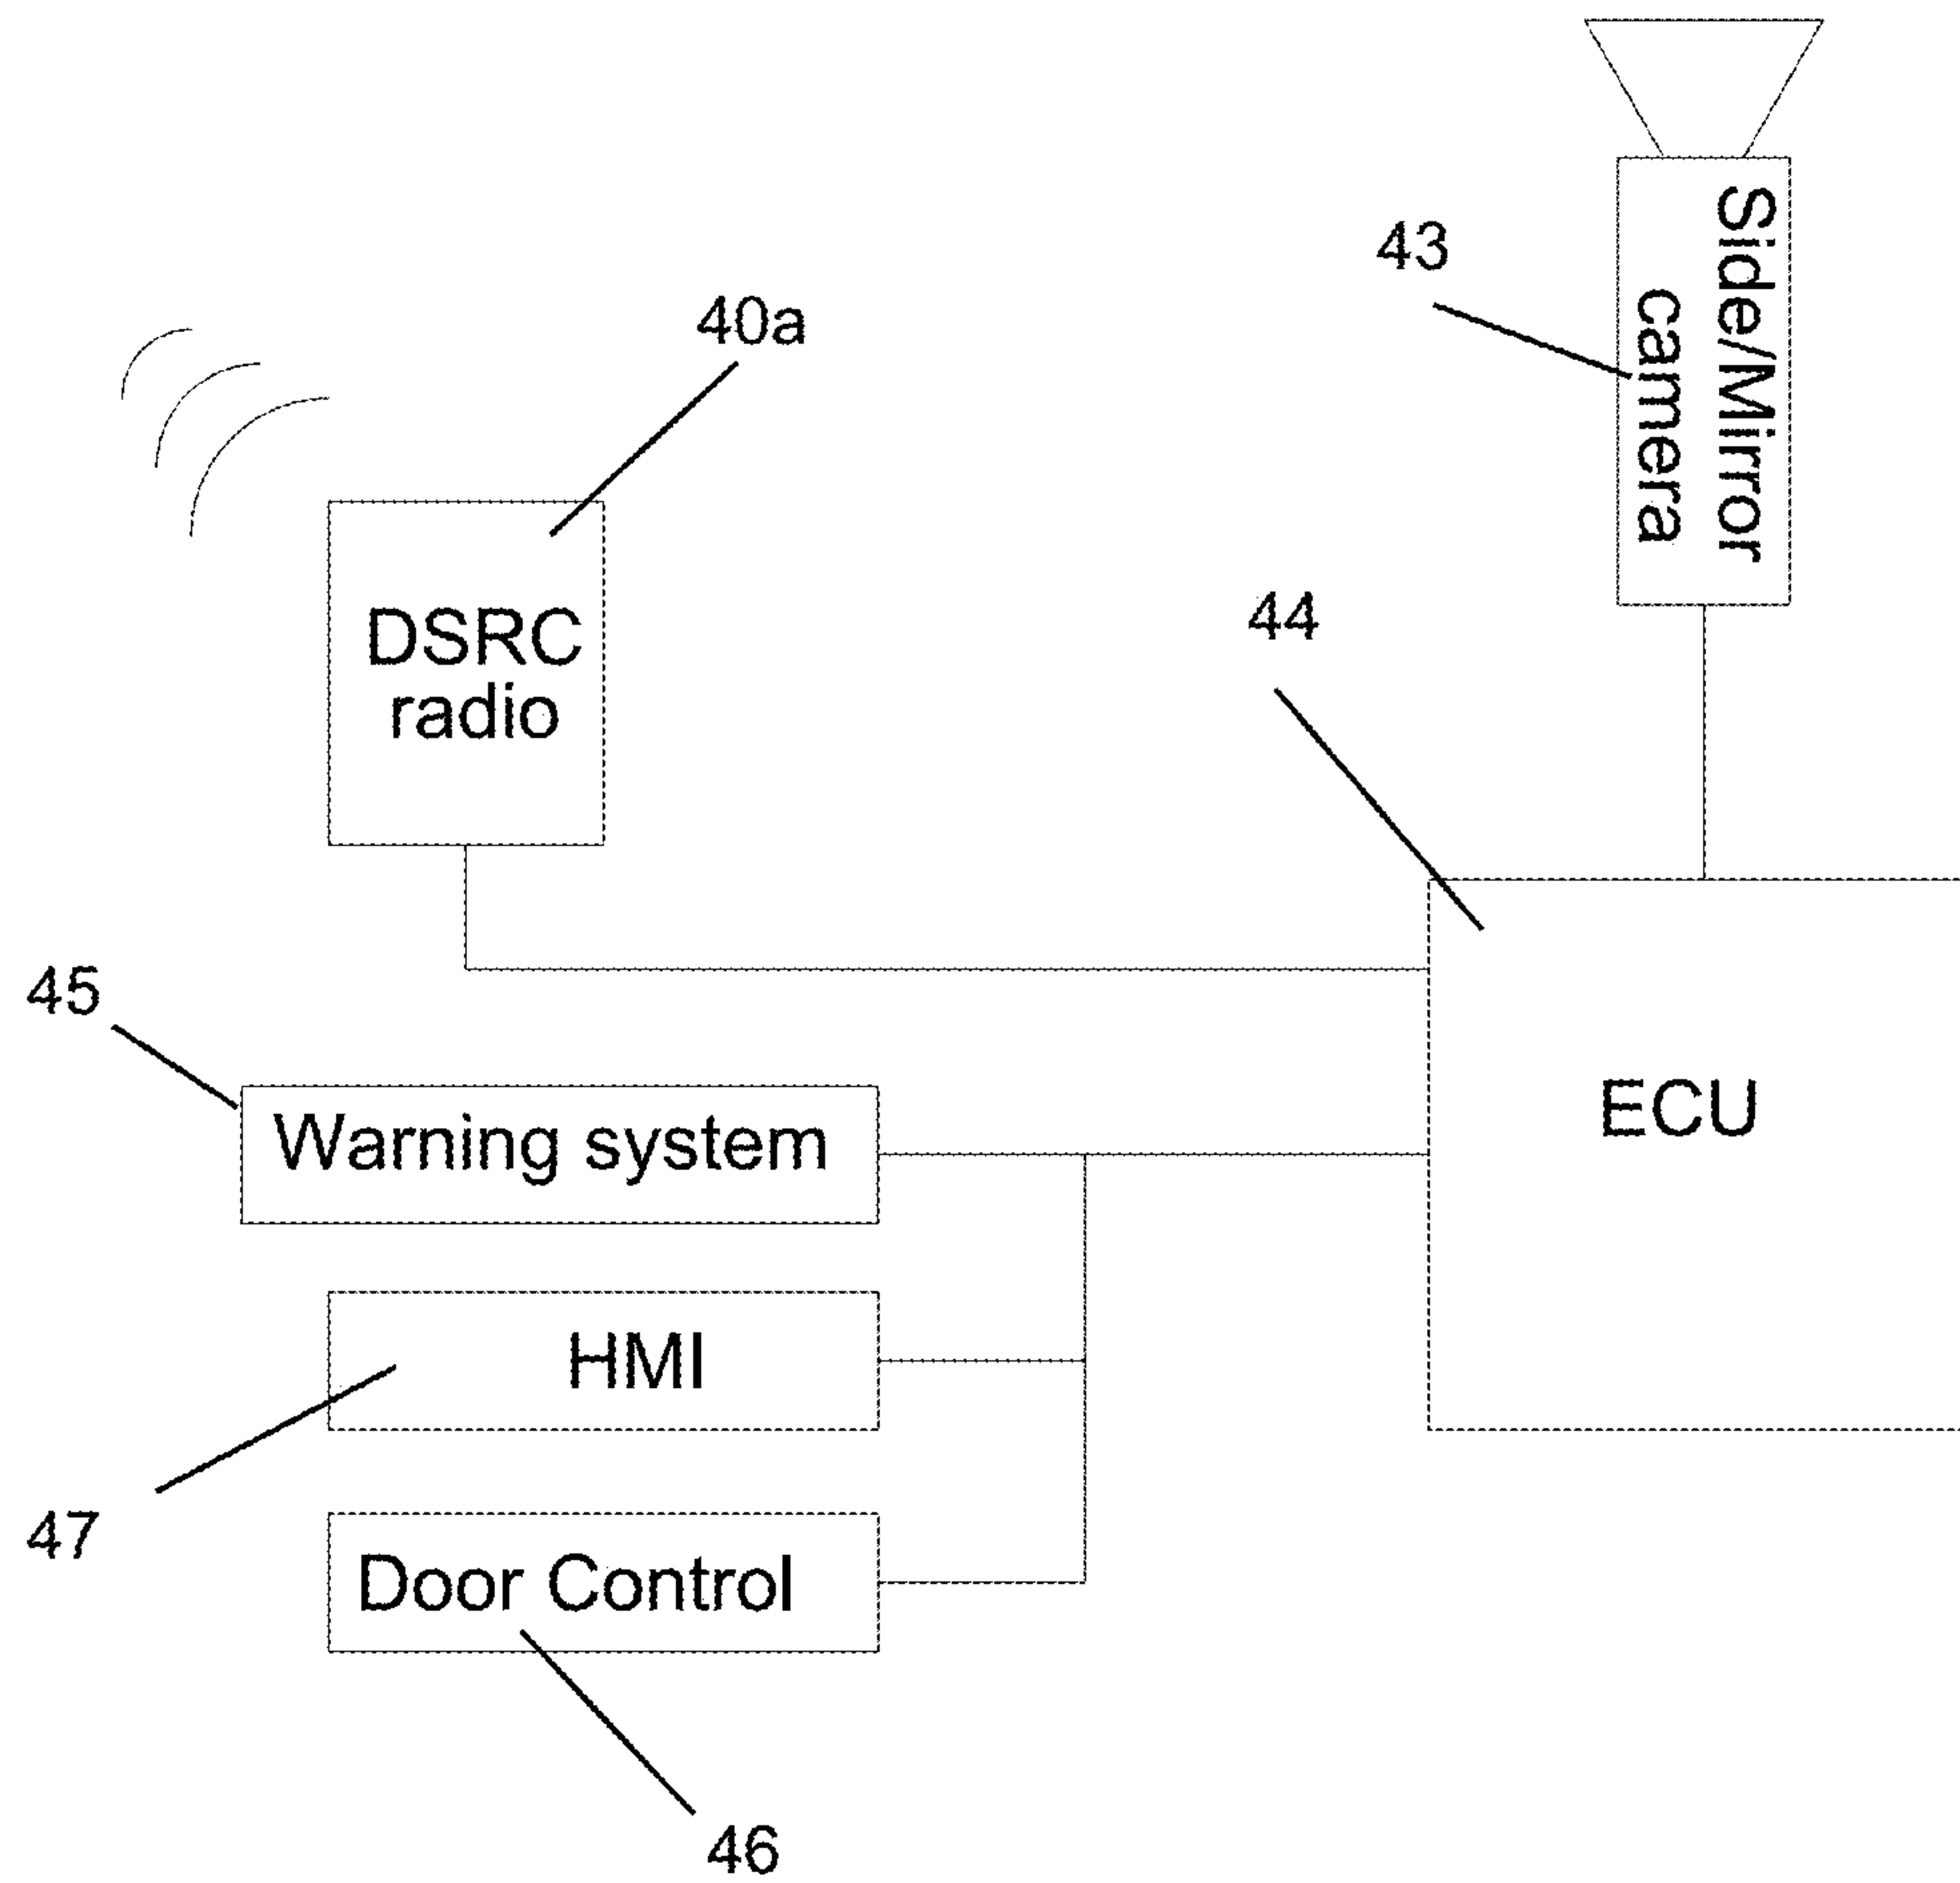 Side/Mirror
camera
43
40a
DSRC
radio
44
45
Warning system
ECU
HMI
47
Door Control
46